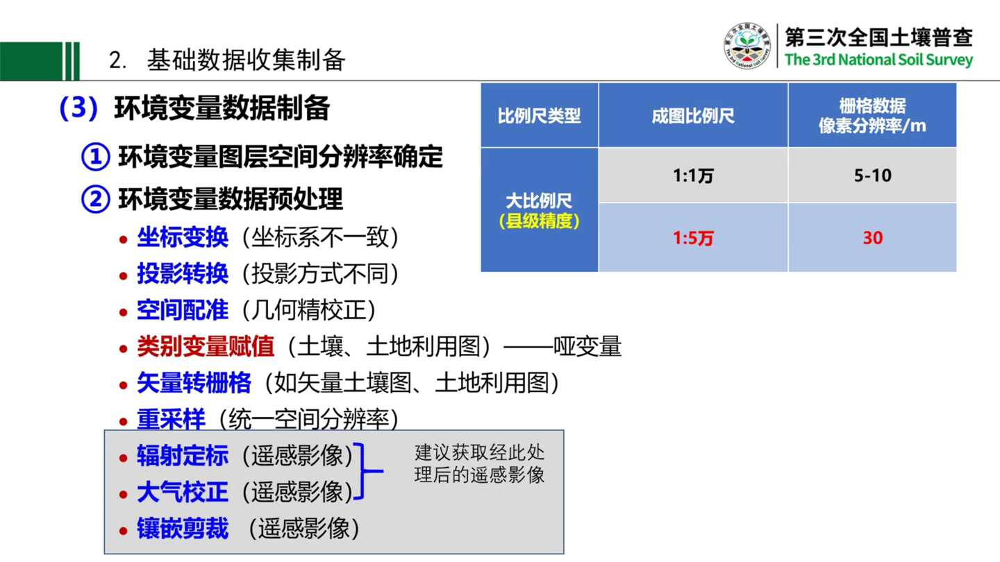 2. 基础数据收集制备
第三次全国土壤普查
The 3rd National Soil Survey
(3) 环境变量数据制备
① 环境变量图层空间分辨率确定
② 环境变量数据预处理
• 坐标变换（坐标系不一致）
• 投影转换（投影方式不同）
• 空间配准（几何精校正）
• 类别变量赋值（土壤、土地利用图）——哑变量
• 矢量转栅格（如矢量土壤图、土地利用图）
• 重采样（统一空间分辨率）
• 辐射定标（遥感影像）
• 大气校正（遥感影像）
• 镶嵌剪裁（遥感影像）
建议获取经此处
理后的遥感影像
比例尺类型 成图比例尺 栅格数据
像素分辨率/m
大比例尺
（县级精度）
1:1万 5-10
1:5万 30